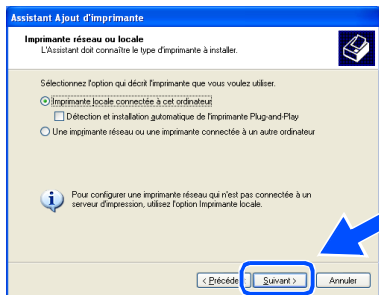 Assistant Ajout d'imprimante
Imprimante réseau ou locale
L'Assistant doit connaître le type d'imprimante à installer.
Sélectionnez l'option qui décrit l'imprimante que vous voulez utiliser.
Imprimante locale connectée à cet ordinateur
Détection et installation automatique de l'imprimante Plug-and-Play
Une imprimante réseau ou une imprimante connectée à un autre ordinateur
Pour configurer une imprimante réseau qui n'est pas connectée à un
serveur d'impression, utilisez l'option Imprimante locale.
< Précéde
Suivant >
Annuler